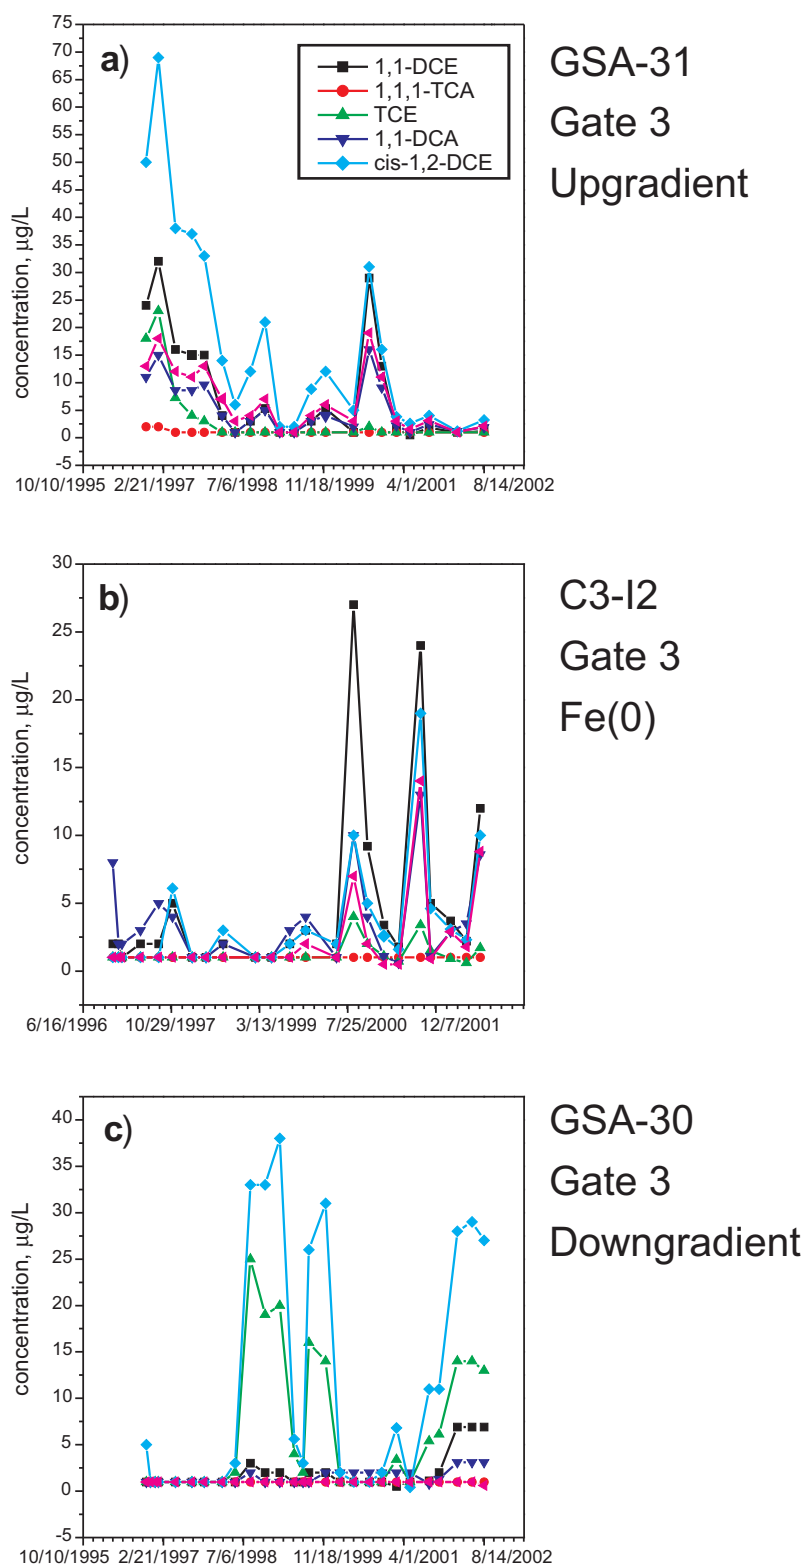 75
70
65
60
55
50
45
40
35
30
25
20
15
10
5
0
-5
concentration, µg/L
a)
1,1-DCE
1,1,1-TCA
TCE
1,1-DCA
cis-1,2-DCE
10/10/1995 2/21/1997 7/6/1998 11/18/1999 4/1/2001 8/14/2002
GSA-31
Gate 3
Upgradient
30
25
20
15
10
5
0
concentration, µg/L
b)
6/16/1996 10/29/1997 3/13/1999 7/25/2000 12/7/2001
C3-I2
Gate 3
Fe(0)
40
35
30
25
20
15
10
5
0
-5
concentration, µg/L
c)
10/10/1995 2/21/1997 7/6/1998 11/18/1999 4/1/2001 8/14/2002
GSA-30
Gate 3
Downgradient